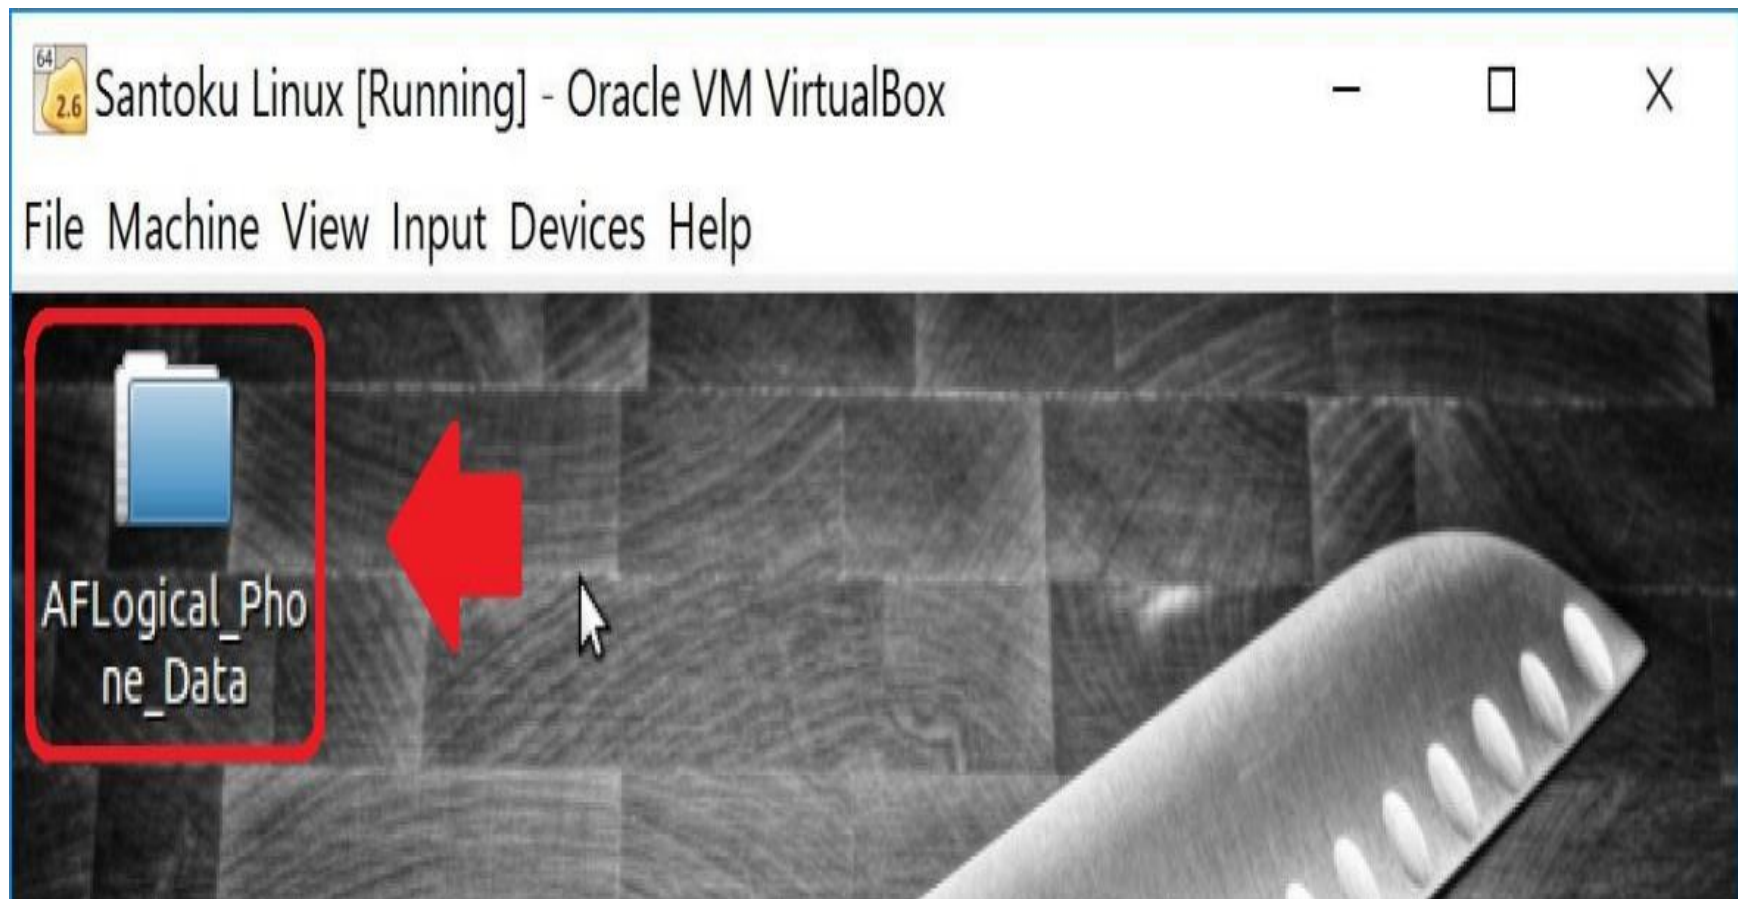 64
2.6
Santoku Linux [Running] - Oracle VM VirtualBox
File Machine View Input Devices Help
AFLogical_Pho
ne_Data